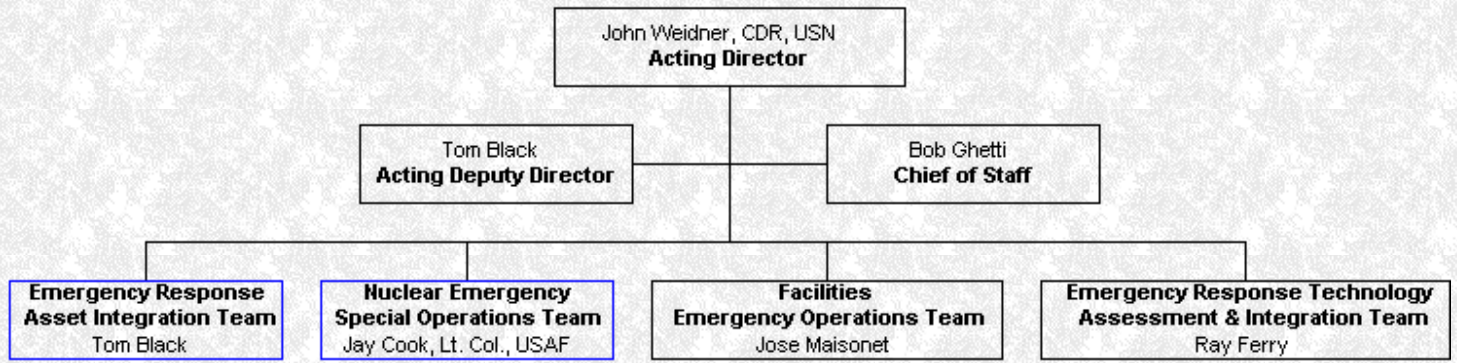 John Weidner, CDR, USN
Acting Director
Tom Black
Acting Deputy Director
Bob Ghetti
Chief of Staff
Emergency Response
Asset Integration Team
Tom Black
Nuclear Emergency
Special Operations Team
Jay Cook, Lt. Col., USAF
Facilities
Emergency Operations Team
Jose Maisonet
Emergency Response Technology
Assessment & Integration Team
Ray Ferry